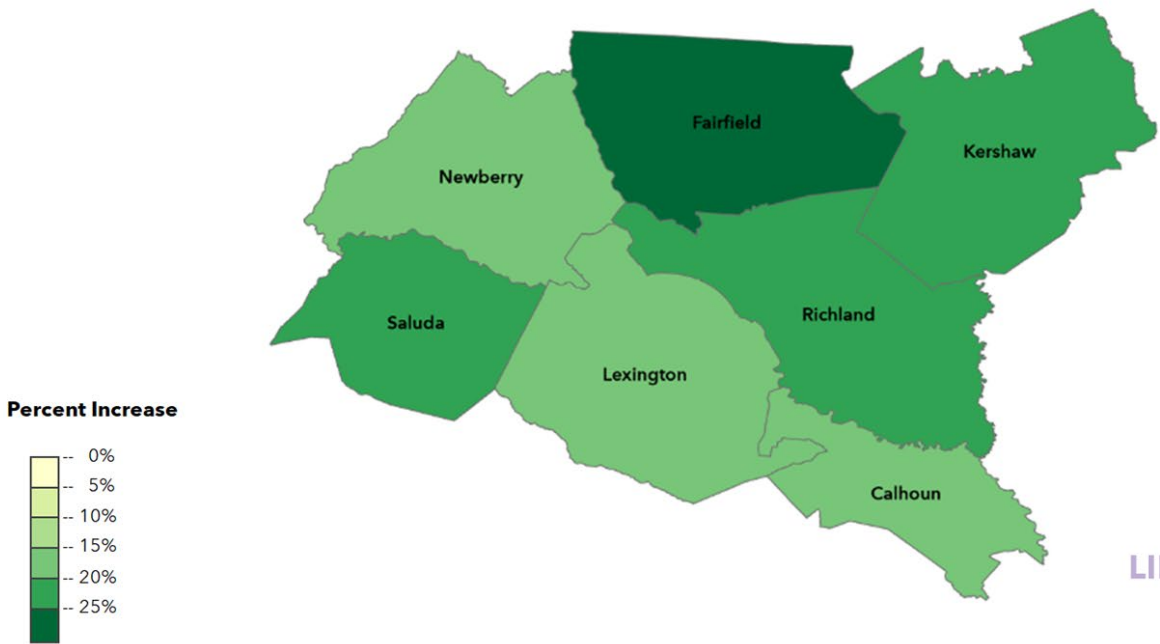 Fairfield
Kershaw
Newberry
Richland
Saluda
Lexington
Calhoun
Percent Increase
-- 0%
-- 5%
-- 10%
-- 15%
-- 20%
-- 25%